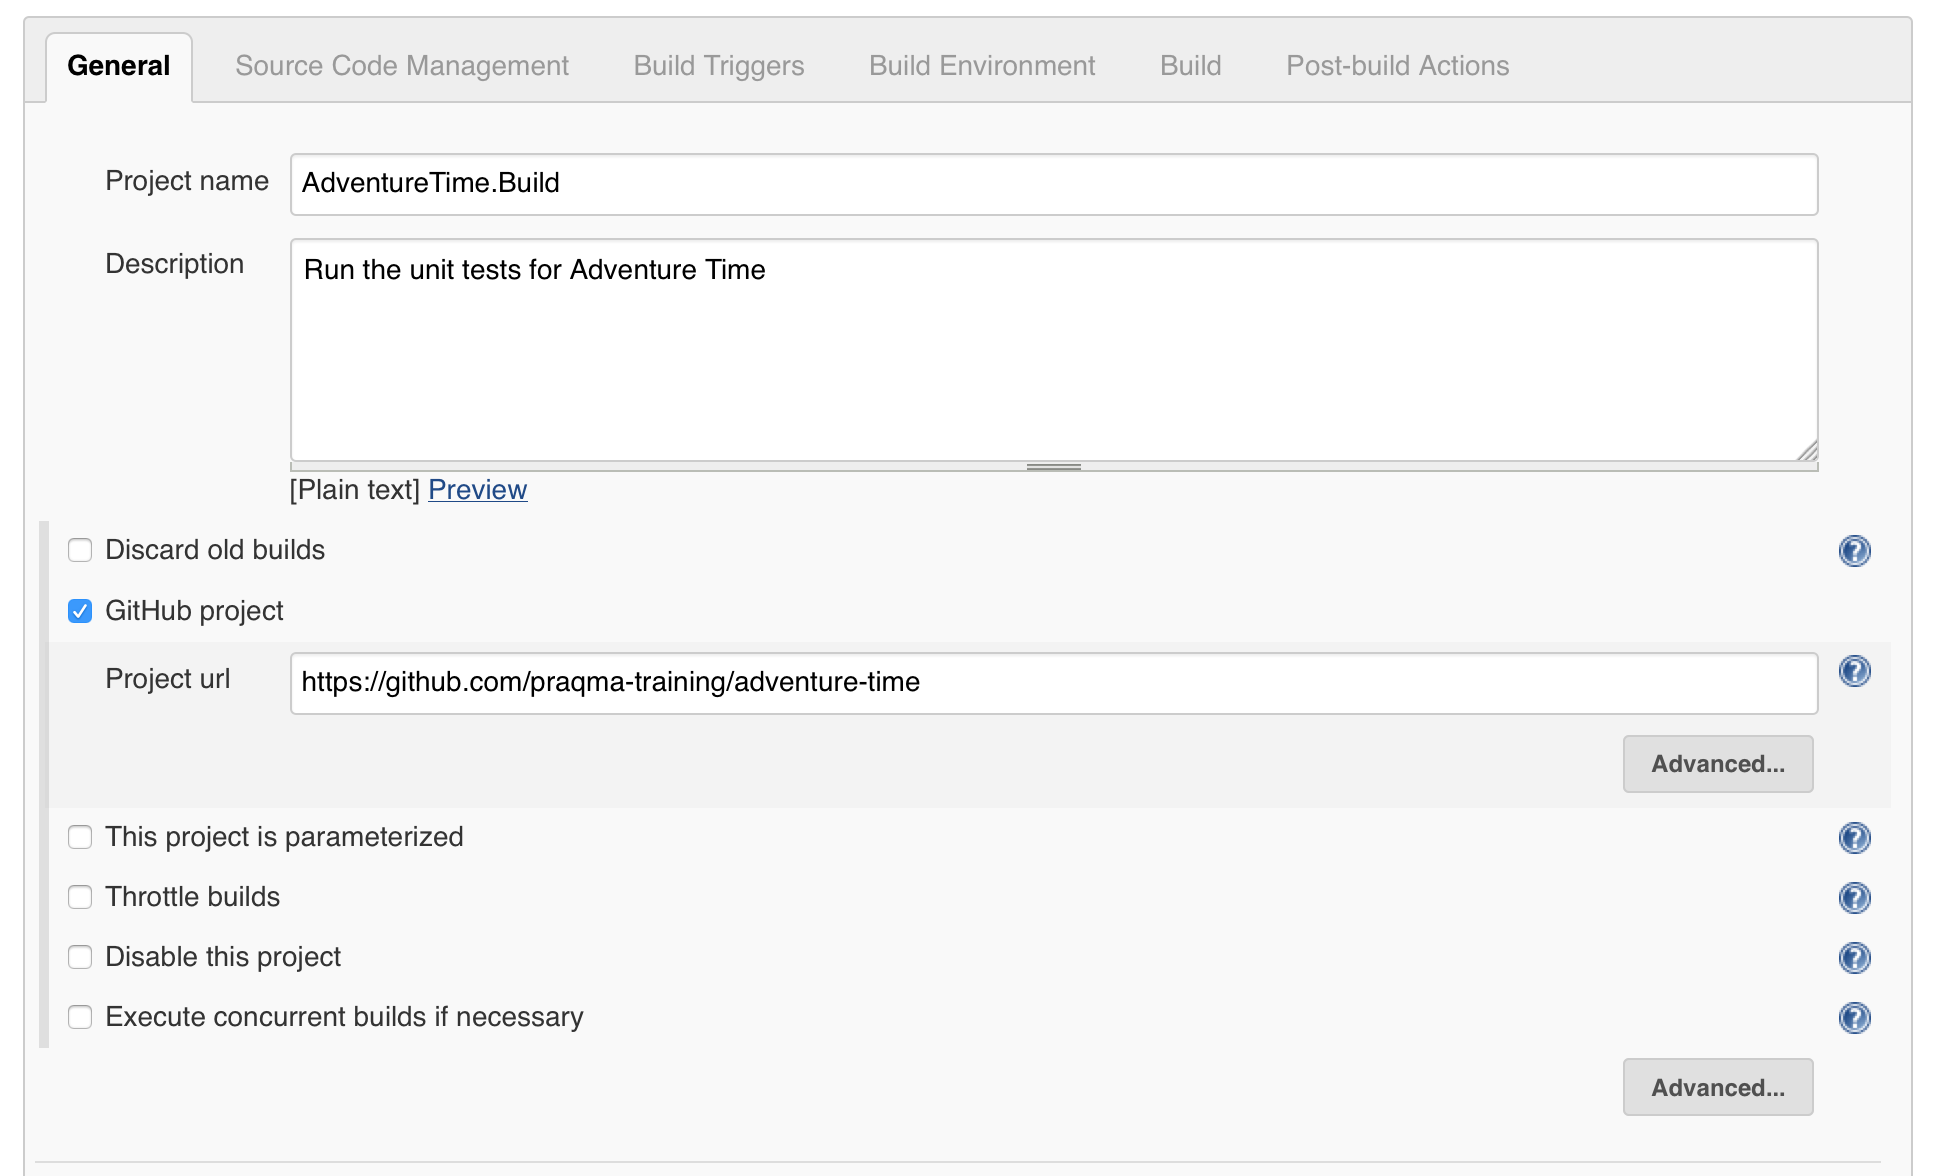 General Source Code Management Build Triggers Build Environment Build Post-build Actions
Project name AdventureTime.Build
Description Run the unit tests for Adventure Time
[Plain text] Preview
Discard old builds ?
GitHub project
Project url https://github.com/praqma-training/adventure-time ?
Advanced...
This project is parameterized ?
Throttle builds ?
Disable this project ?
Execute concurrent builds if necessary ?
Advanced...